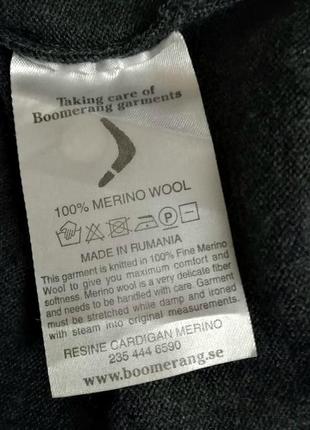 Taking care of
Boomerang garments
100% MERINO WOOL
P
MADE IN RUMANIA
This garment is knitted in 100% Fine Merino
Wool to give you maximum comfort and
softness. Merino wool is a very delicate fiber
and needs to be handled with care. Garment
must be stretched while damp and ironed
with steam into original measurements.
RESINE CARDIGAN MERINO
235 444 6590
www.boomerang.se